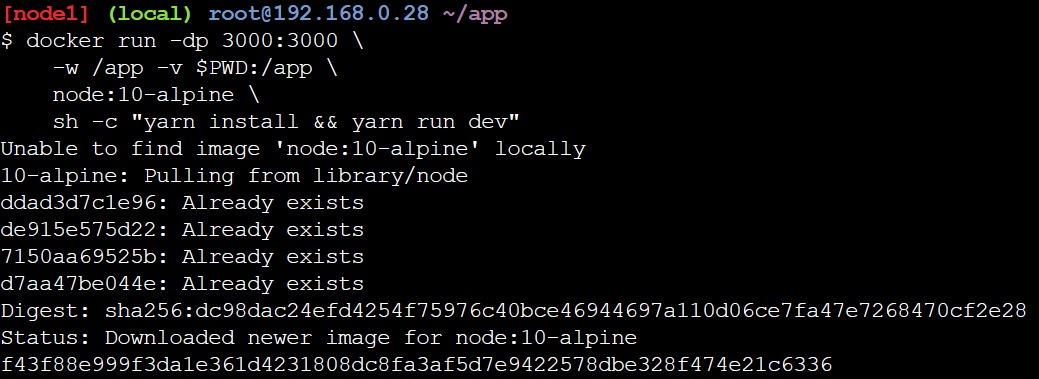 [node1] (local) root@192.168.0.28 ~/app
$ docker run -dp 3000:3000 \
    -w /app -v $PWD:/app \
    node:10-alpine \
    sh -c "yarn install && yarn run dev"
Unable to find image 'node:10-alpine' locally
10-alpine: Pulling from library/node
ddad3d7c1e96: Already exists
de915e575d22: Already exists
7150aa69525b: Already exists
d7aa47be044e: Already exists
Digest: sha256:dc98dac24efd4254f75976c40bce46944697a110d06ce7fa47e7268470cf2e28
Status: Downloaded newer image for node:10-alpine
f43f88e999f3da1e361d4231808dc8fa3af5d7e9422578dbe328f474e21c6336